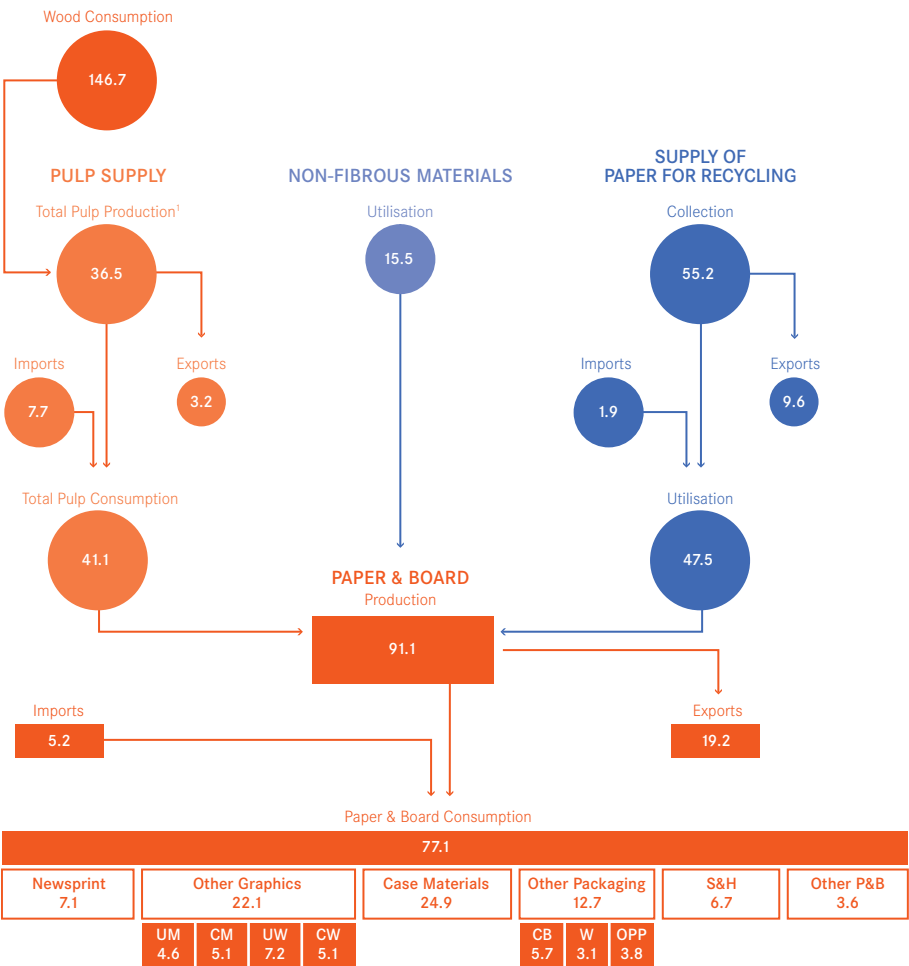 Wood Consumption
146.7
PULP SUPPLY
Total Pulp Production¹
36.5
Imports
7.7
Exports
3.2
Total Pulp Consumption
41.1
NON-FIBROUS MATERIALS
Utilisation
15.5
SUPPLY OF
PAPER FOR RECYCLING
Collection
55.2
Imports
1.9
Exports
9.6
Utilisation
47.5
PAPER & BOARD
Production
91.1
Imports
5.2
Exports
19.2
Paper & Board Consumption
77.1
Newsprint
7.1
Other Graphics
22.1
Case Materials
24.9
Other Packaging
12.7
S&H
6.7
Other P&B
3.6
UM
4.6
CM
5.1
UW
7.2
CW
5.1
CB
5.7
W
3.1
OPP
3.8